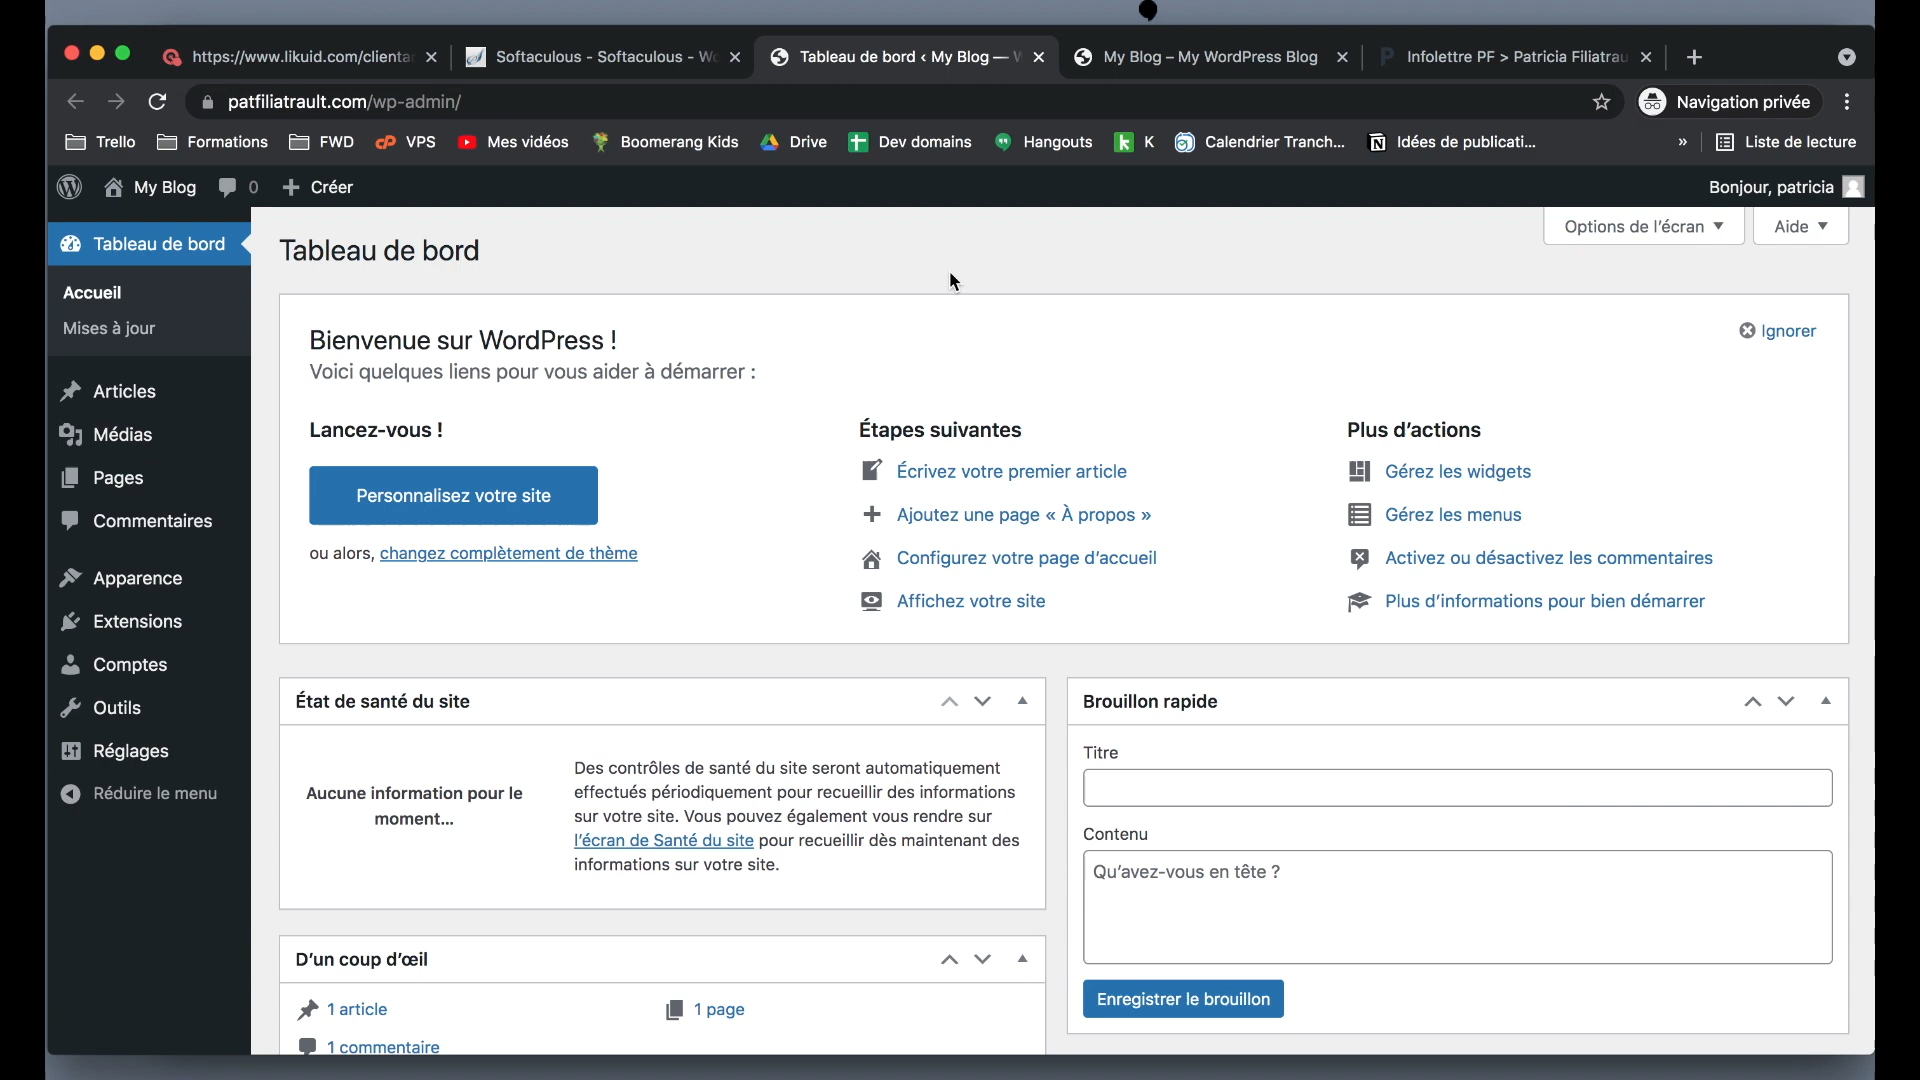 https://www.likuid.com/clienta
Softaculous - Softaculous - Wo
Tableau de bord ‹ My Blog — W
My Blog – My WordPress Blog
Infolettre PF > Patricia Filiatrau
patfiliatrault.com/wp-admin/
Navigation privée
Trello
Formations
FWD
VPS
Mes vidéos
Boomerang Kids
Drive
Dev domains
Hangouts
K
Calendrier Tranch...
Idées de publicati...
»
Liste de lecture
My Blog
0
Créer
Bonjour, patricia
Tableau de bord
Accueil
Mises à jour
Articles
Médias
Pages
Commentaires
Apparence
Extensions
Comptes
Outils
Réglages
Réduire le menu
Options de l'écran
Aide
Tableau de bord
Bienvenue sur WordPress !
Voici quelques liens pour vous aider à démarrer :
Ignorer
Lancez-vous !
Personnalisez votre site
ou alors, changez complètement de thème
Étapes suivantes
Écrivez votre premier article
Ajoutez une page « À propos »
Configurez votre page d'accueil
Affichez votre site
Plus d'actions
Gérez les widgets
Gérez les menus
Activez ou désactivez les commentaires
Plus d'informations pour bien démarrer
État de santé du site
Aucune information pour le
moment...
Des contrôles de santé du site seront automatiquement
effectués périodiquement pour recueillir des informations
sur votre site. Vous pouvez également vous rendre sur
l'écran de Santé du site pour recueillir dès maintenant des
informations sur votre site.
D'un coup d'œil
1 article
1 page
1 commentaire
Brouillon rapide
Titre
Contenu
Qu'avez-vous en tête ?
Enregistrer le brouillon